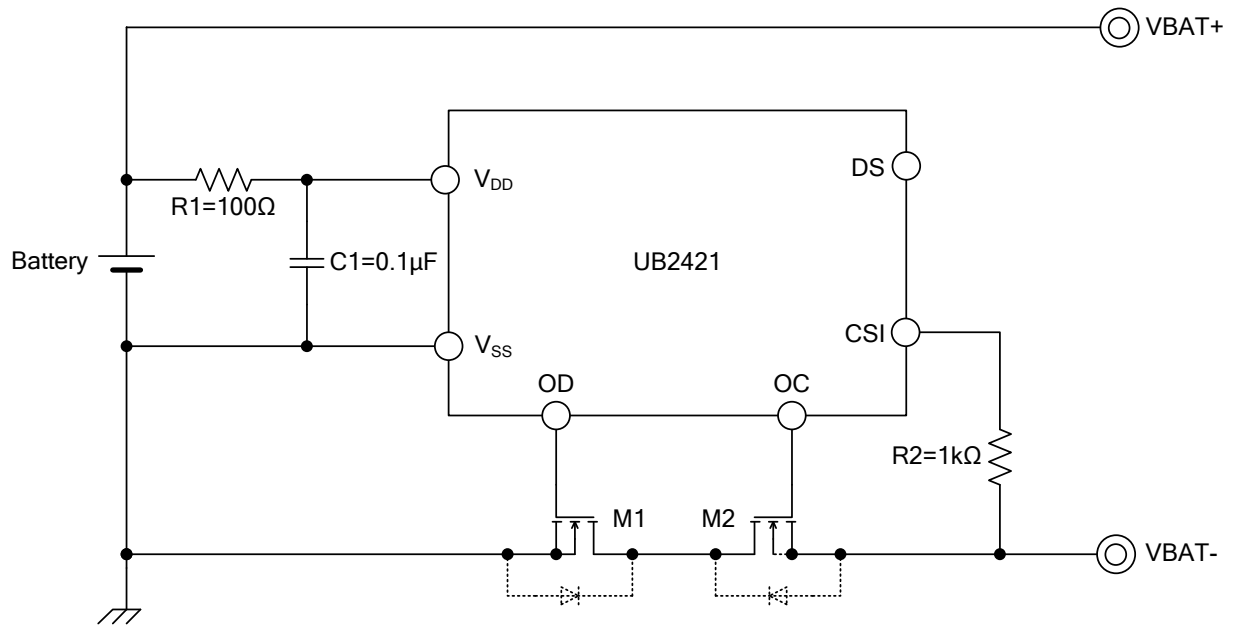 VBAT+
DS
VDD
R1=100Ω
Battery
C1=0.1μF
UB2421
CSI
VSS
OD
OC
R2=1kΩ
M1
M2
VBAT-